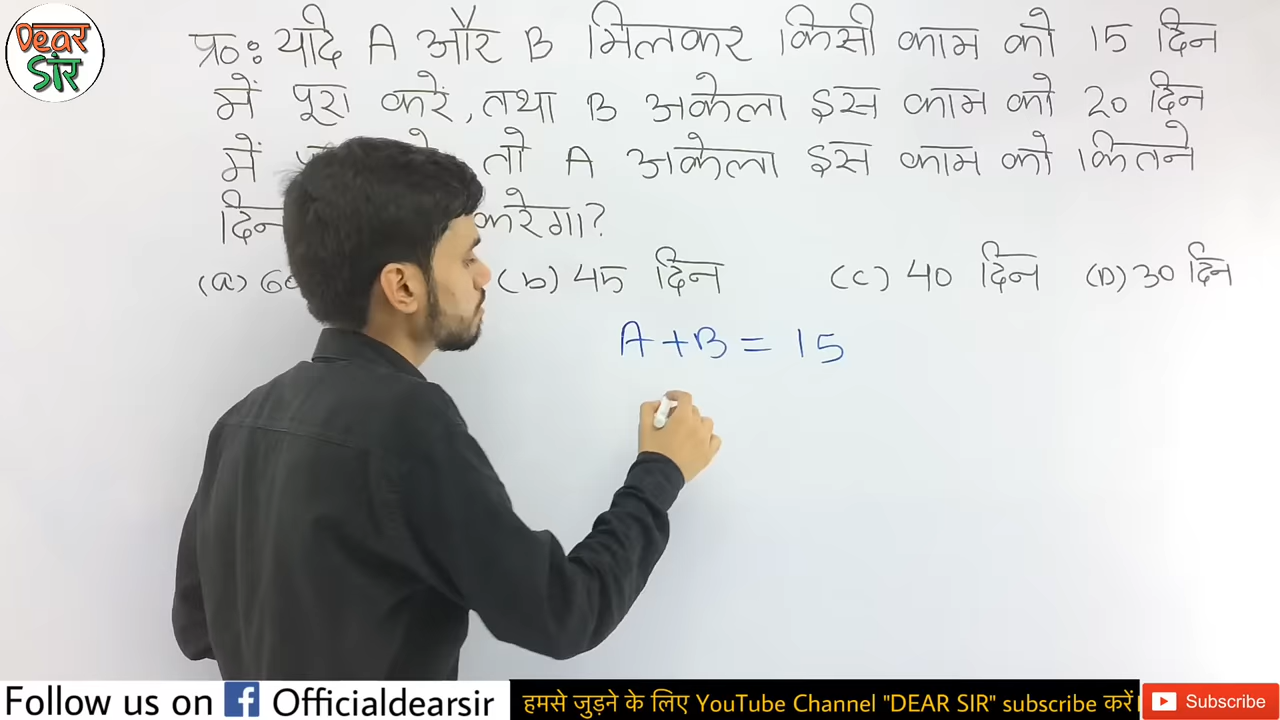 Dear
Sir
प्र०: यदि A और B मिलकर किसी काम को 15 दिन
में पूरा करें, तथा B अकेला इस काम को 20 दिन
में तो A अकेला इस काम को कितने
दिन करेगा?
(a) (b) 45 दिन (c) 40 दिन (D) 30 दिन
A + B = 15
Follow us on f Officialdearsir
हमसे जुड़ने के लिए YouTube Channel "DEAR SIR" subscribe करें।
Subscribe